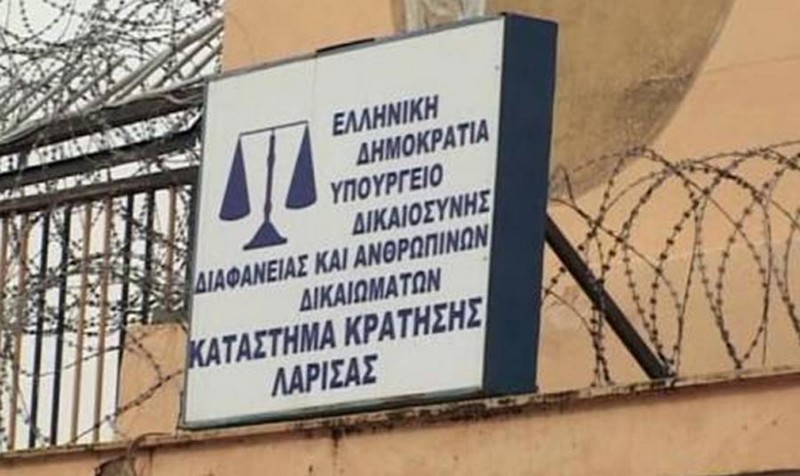 ΕΛΛΗΝΙΚΗ
ΔΗΜΟΚΡΑΤΙΑ
ΥΠΟΥΡΓΕΙΟ
ΔΙΚΑΙΟΣΥΝΗΣ
ΔΙΑΦΑΝΕΙΑΣ ΚΑΙ ΑΝΘΡΩΠΙΝΩΝ
ΔΙΚΑΙΩΜΑΤΩΝ
ΚΑΤΑΣΤΗΜΑ ΚΡΑΤΗΣΗΣ
ΛΑΡΙΣΑΣ